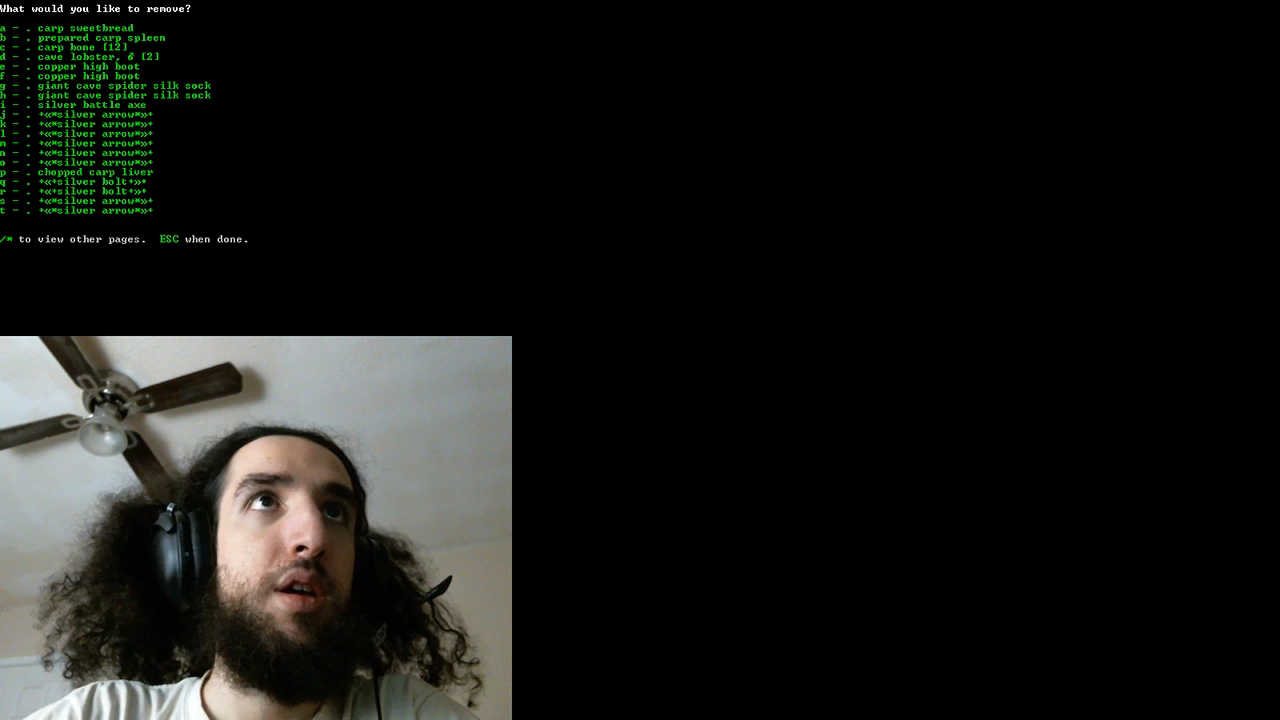 What would you like to remove?
a - . carp sweetbread
b - . prepared carp spleen
c - . carp bone [12]
d - . cave lobster, ♂ [2]
e - . copper high boot
f - . copper high boot
g - . giant cave spider silk sock
h - . giant cave spider silk sock
i - . silver battle axe
j - . +«*silver arrow*»+
k - . +«*silver arrow*»+
l - . +«*silver arrow*»+
m - . +«*silver arrow*»+
n - . +«*silver arrow*»+
o - . +«*silver arrow*»+
p - . chopped carp liver
q - . +«+silver bolt+»+
r - . +«+silver bolt+»+
s - . +«*silver arrow*»+
t - . +«*silver arrow*»+
/* to view other pages.  ESC when done.